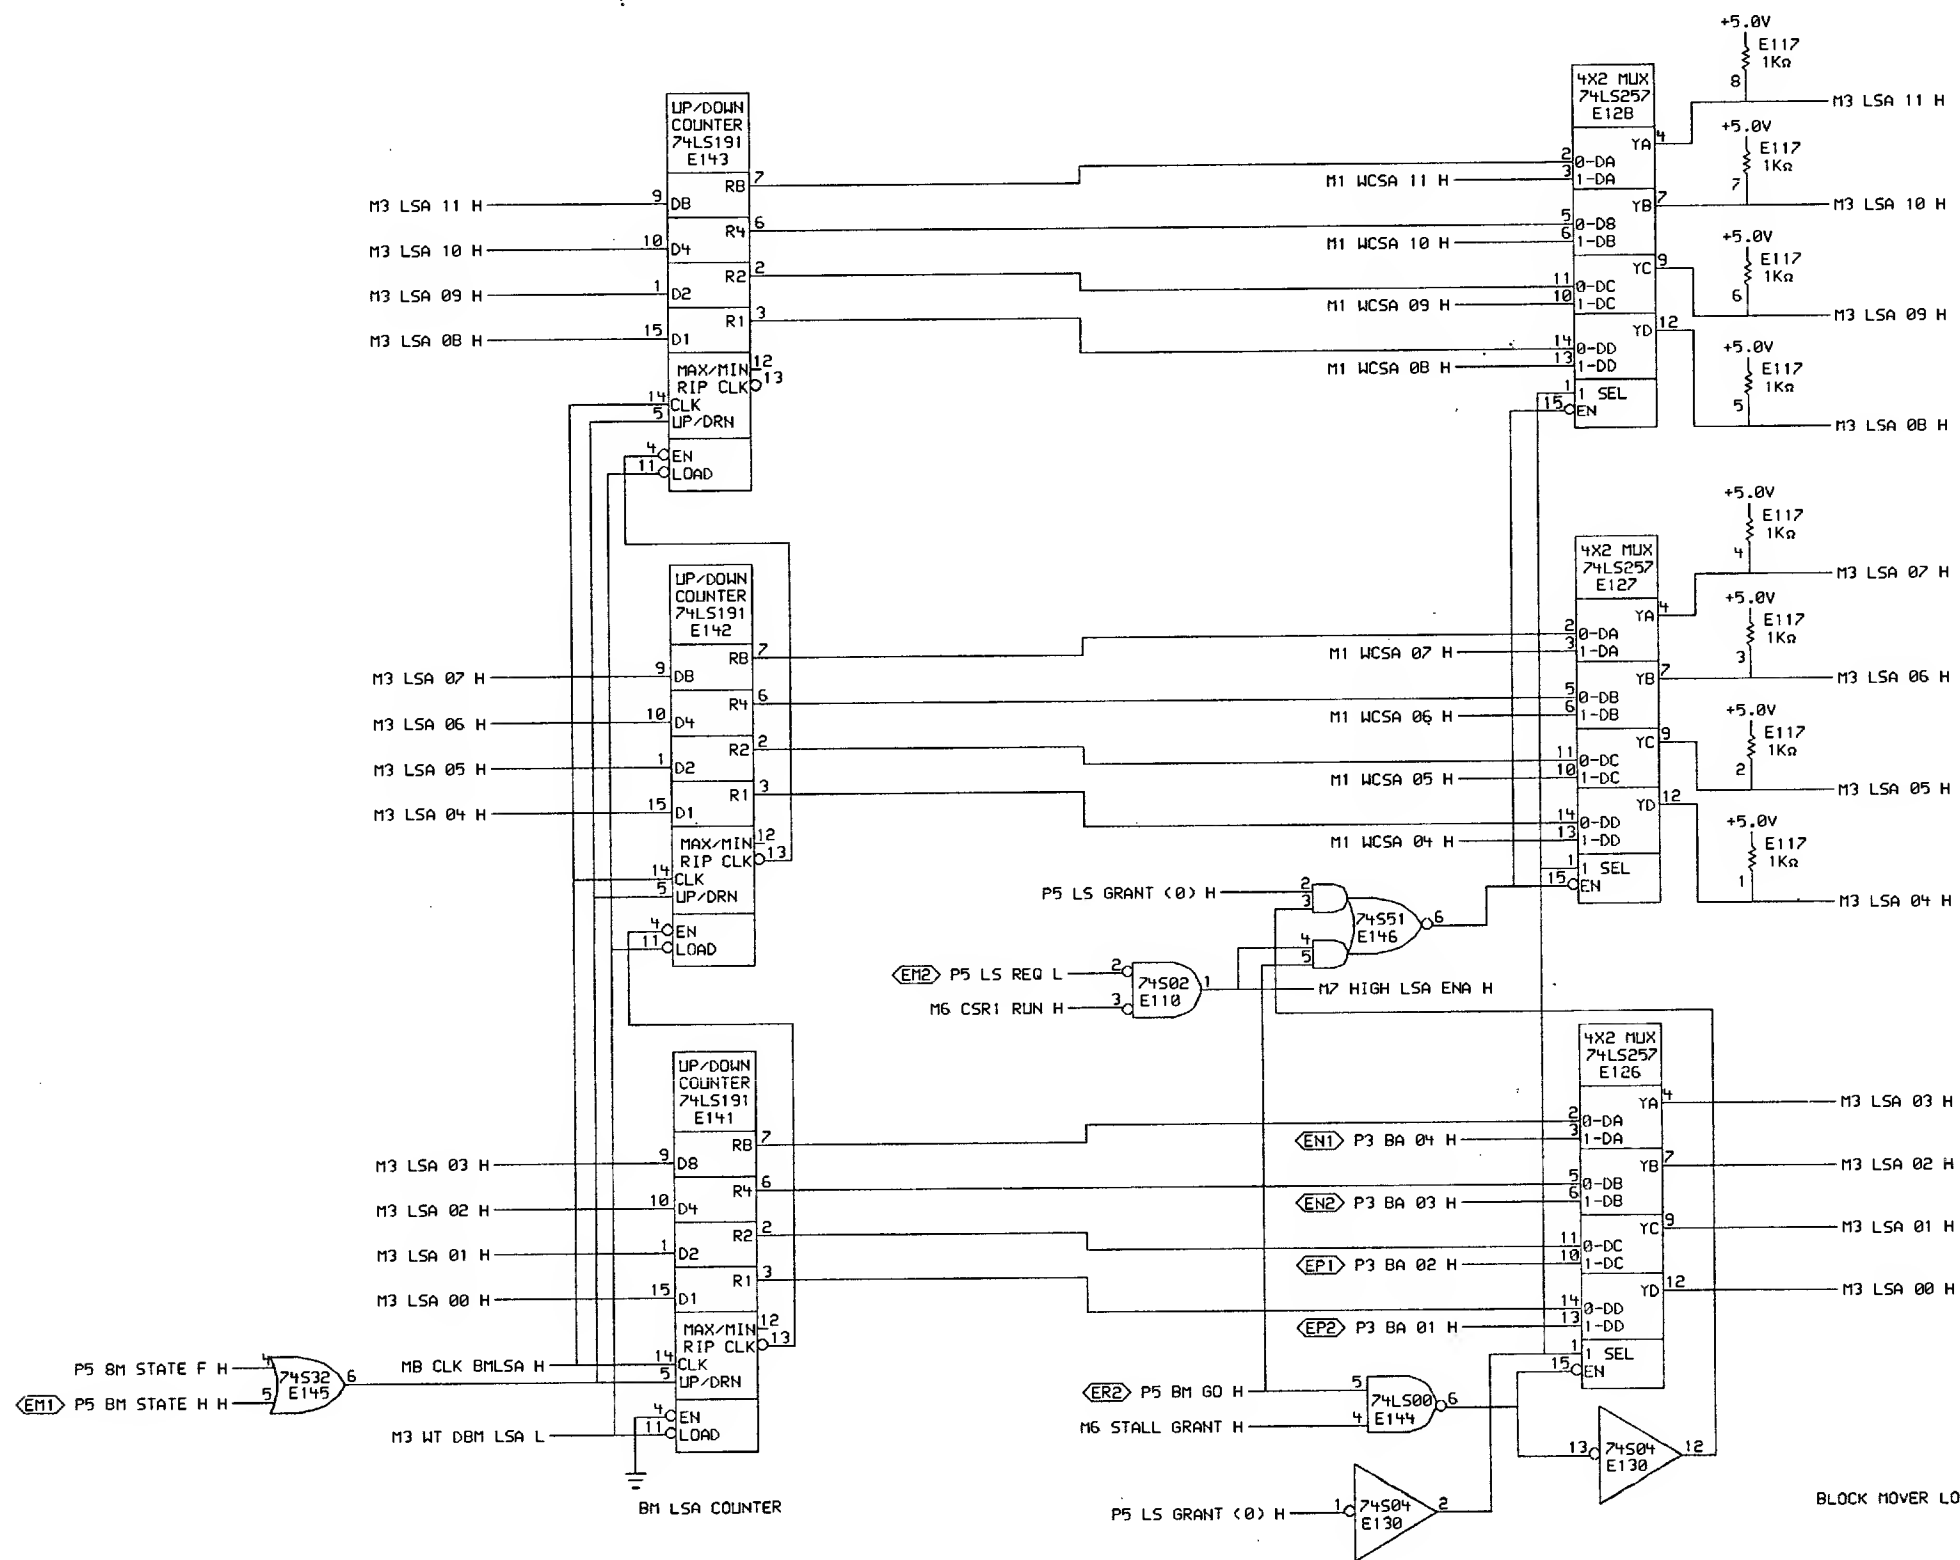 UP/DOWN
COUNTER
74LS191
E143
RB 7
M3 LSA 11 H 9 DB
R4 6
M3 LSA 10 H 10 D4
R2 2
M3 LSA 09 H 1 D2
R1 3
M3 LSA 0B H 15 D1
MAX/MIN 12
RIP CLK 13
14 CLK
5 UP/DRN
4 EN
11 LOAD
4X2 MUX
74LS257
E12B
YA 4
2 0-DA
M1 WCSA 11 H 3 1-DA
YB 7
5 0-D8
M1 WCSA 10 H 6 1-DB
YC 9
11 0-DC
M1 WCSA 09 H 10 1-DC
YD 12
14 0-DD
M1 WCSA 0B H 13 1-DD
1 1 SEL
15 EN
+5.0V
E117
1KΩ
8
M3 LSA 11 H
+5.0V
E117
1KΩ
7
M3 LSA 10 H
+5.0V
E117
1KΩ
6
M3 LSA 09 H
+5.0V
E117
1KΩ
5
M3 LSA 0B H
UP/DOWN
COUNTER
74LS191
E142
RB 7
M3 LSA 07 H 9 DB
R4 6
M3 LSA 06 H 10 D4
R2 2
M3 LSA 05 H 1 D2
R1 3
M3 LSA 04 H 15 D1
MAX/MIN 12
RIP CLK 13
14 CLK
5 UP/DRN
4 EN
11 LOAD
4X2 MUX
74LS257
E127
YA 4
2 0-DA
M1 WCSA 07 H 3 1-DA
YB 7
5 0-DB
M1 WCSA 06 H 6 1-DB
YC 9
11 0-DC
M1 WCSA 05 H 10 1-DC
YD 12
14 0-DD
M1 WCSA 04 H 13 1-DD
1 1 SEL
15 EN
+5.0V
E117
1KΩ
4
M3 LSA 07 H
+5.0V
E117
1KΩ
3
M3 LSA 06 H
+5.0V
E117
1KΩ
2
M3 LSA 05 H
+5.0V
E117
1KΩ
1
M3 LSA 04 H
P5 LS GRANT (0) H 2
3
74S51
E146
6
4
5
EM2 P5 LS REQ L 2
M6 CSR1 RUN H 3
74S02
E110
1
M7 HIGH LSA ENA H
UP/DOWN
COUNTER
74LS191
E141
RB 7
M3 LSA 03 H 9 D8
R4 6
M3 LSA 02 H 10 D4
R2 2
M3 LSA 01 H 1 D2
R1 3
M3 LSA 00 H 15 D1
MAX/MIN 12
RIP CLK 13
MB CLK BMLSA H 14 CLK
5 UP/DRN
4 EN
M3 WT DBM LSA L 11 LOAD
P5 8M STATE F H 4
EM1 P5 BM STATE H H 5
74S32
E145
6
BM LSA COUNTER
4X2 MUX
74LS257
E126
YA 4 M3 LSA 03 H
2 0-DA
EN1 P3 BA 04 H 3 1-DA
YB 7 M3 LSA 02 H
5 0-DB
EN2 P3 BA 03 H 6 1-DB
YC 9 M3 LSA 01 H
11 0-DC
EP1 P3 BA 02 H 10 1-DC
YD 12 M3 LSA 00 H
14 0-DD
EP2 P3 BA 01 H 13 1-DD
1 1 SEL
15 EN
ER2 P5 BM GO H 5
M6 STALL GRANT H 4
74LS00
E144
6
13 74S04 12
E130
P5 LS GRANT (0) H 1 74S04 2
E130
BLOCK MOVER LO